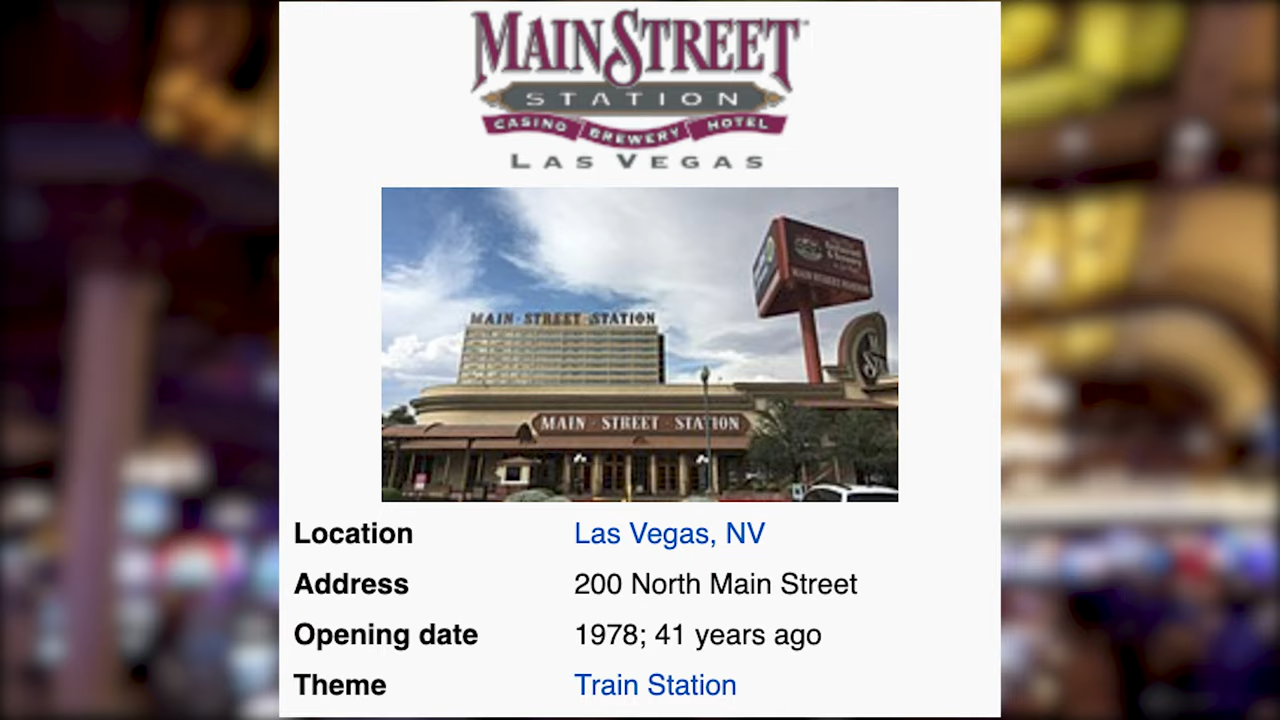 MAIN STREET
STATION
CASINO BREWERY HOTEL
LAS VEGAS
MAIN STREET STATION
MAIN · STREET · STATION
Location Las Vegas, NV
Address 200 North Main Street
Opening date 1978; 41 years ago
Theme Train Station